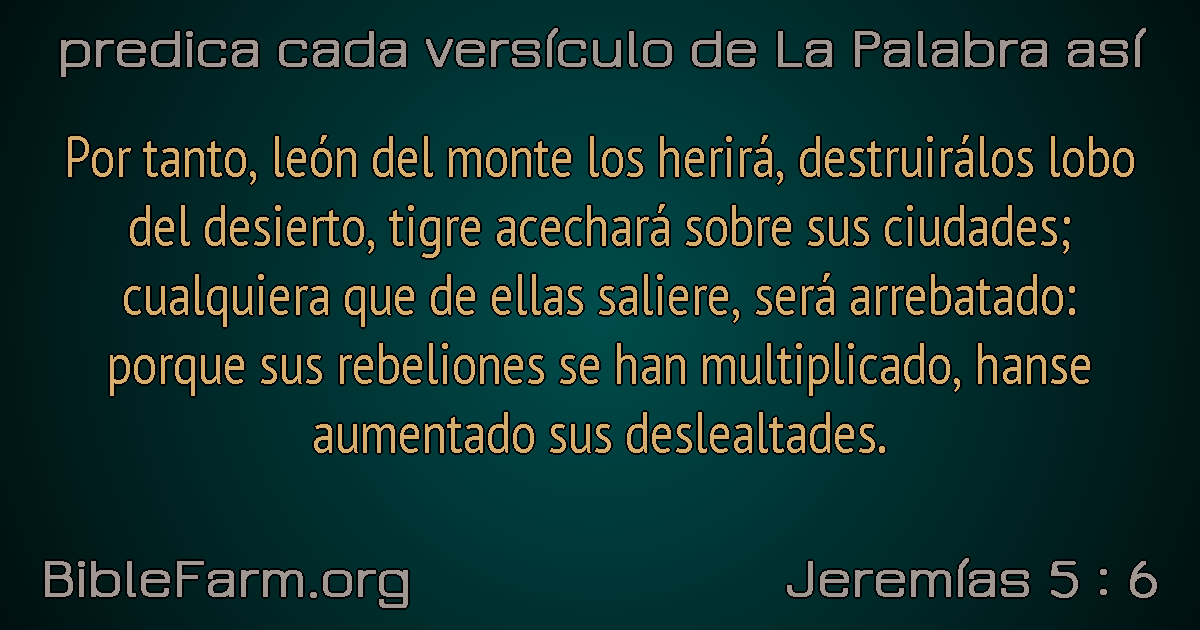 predica cada versículo de La Palabra así
Por tanto, león del monte los herirá, destruirálos lobo
del desierto, tigre acechará sobre sus ciudades;
cualquiera que de ellas saliere, será arrebatado:
porque sus rebeliones se han multiplicado, hanse
aumentado sus deslealtades.
BibleFarm.org
Jeremías 5 : 6